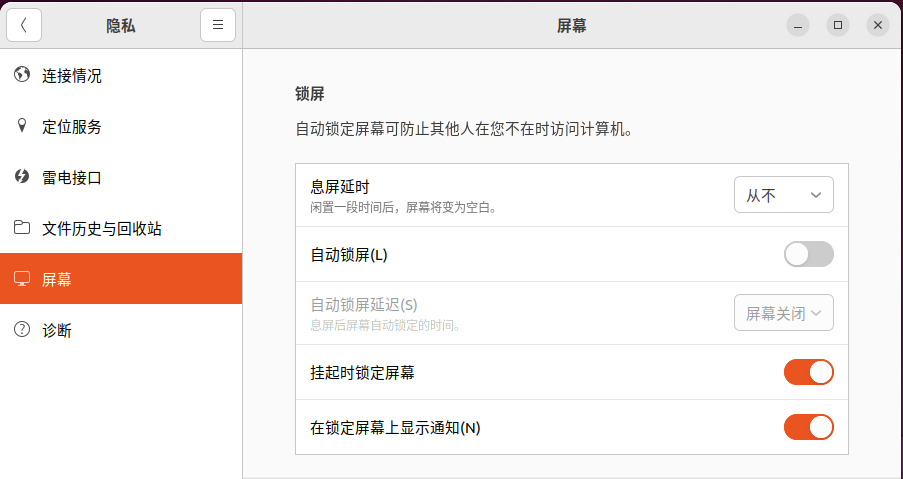 隐私
屏幕
连接情况
定位服务
雷电接口
文件历史与回收站
屏幕
诊断
锁屏
自动锁定屏幕可防止其他人在您不在时访问计算机。
息屏延时
闲置一段时间后，屏幕将变为空白。
从不
自动锁屏(L)
自动锁屏延迟(S)
息屏后屏幕自动锁定的时间。
屏幕关闭
挂起时锁定屏幕
在锁定屏幕上显示通知(N)